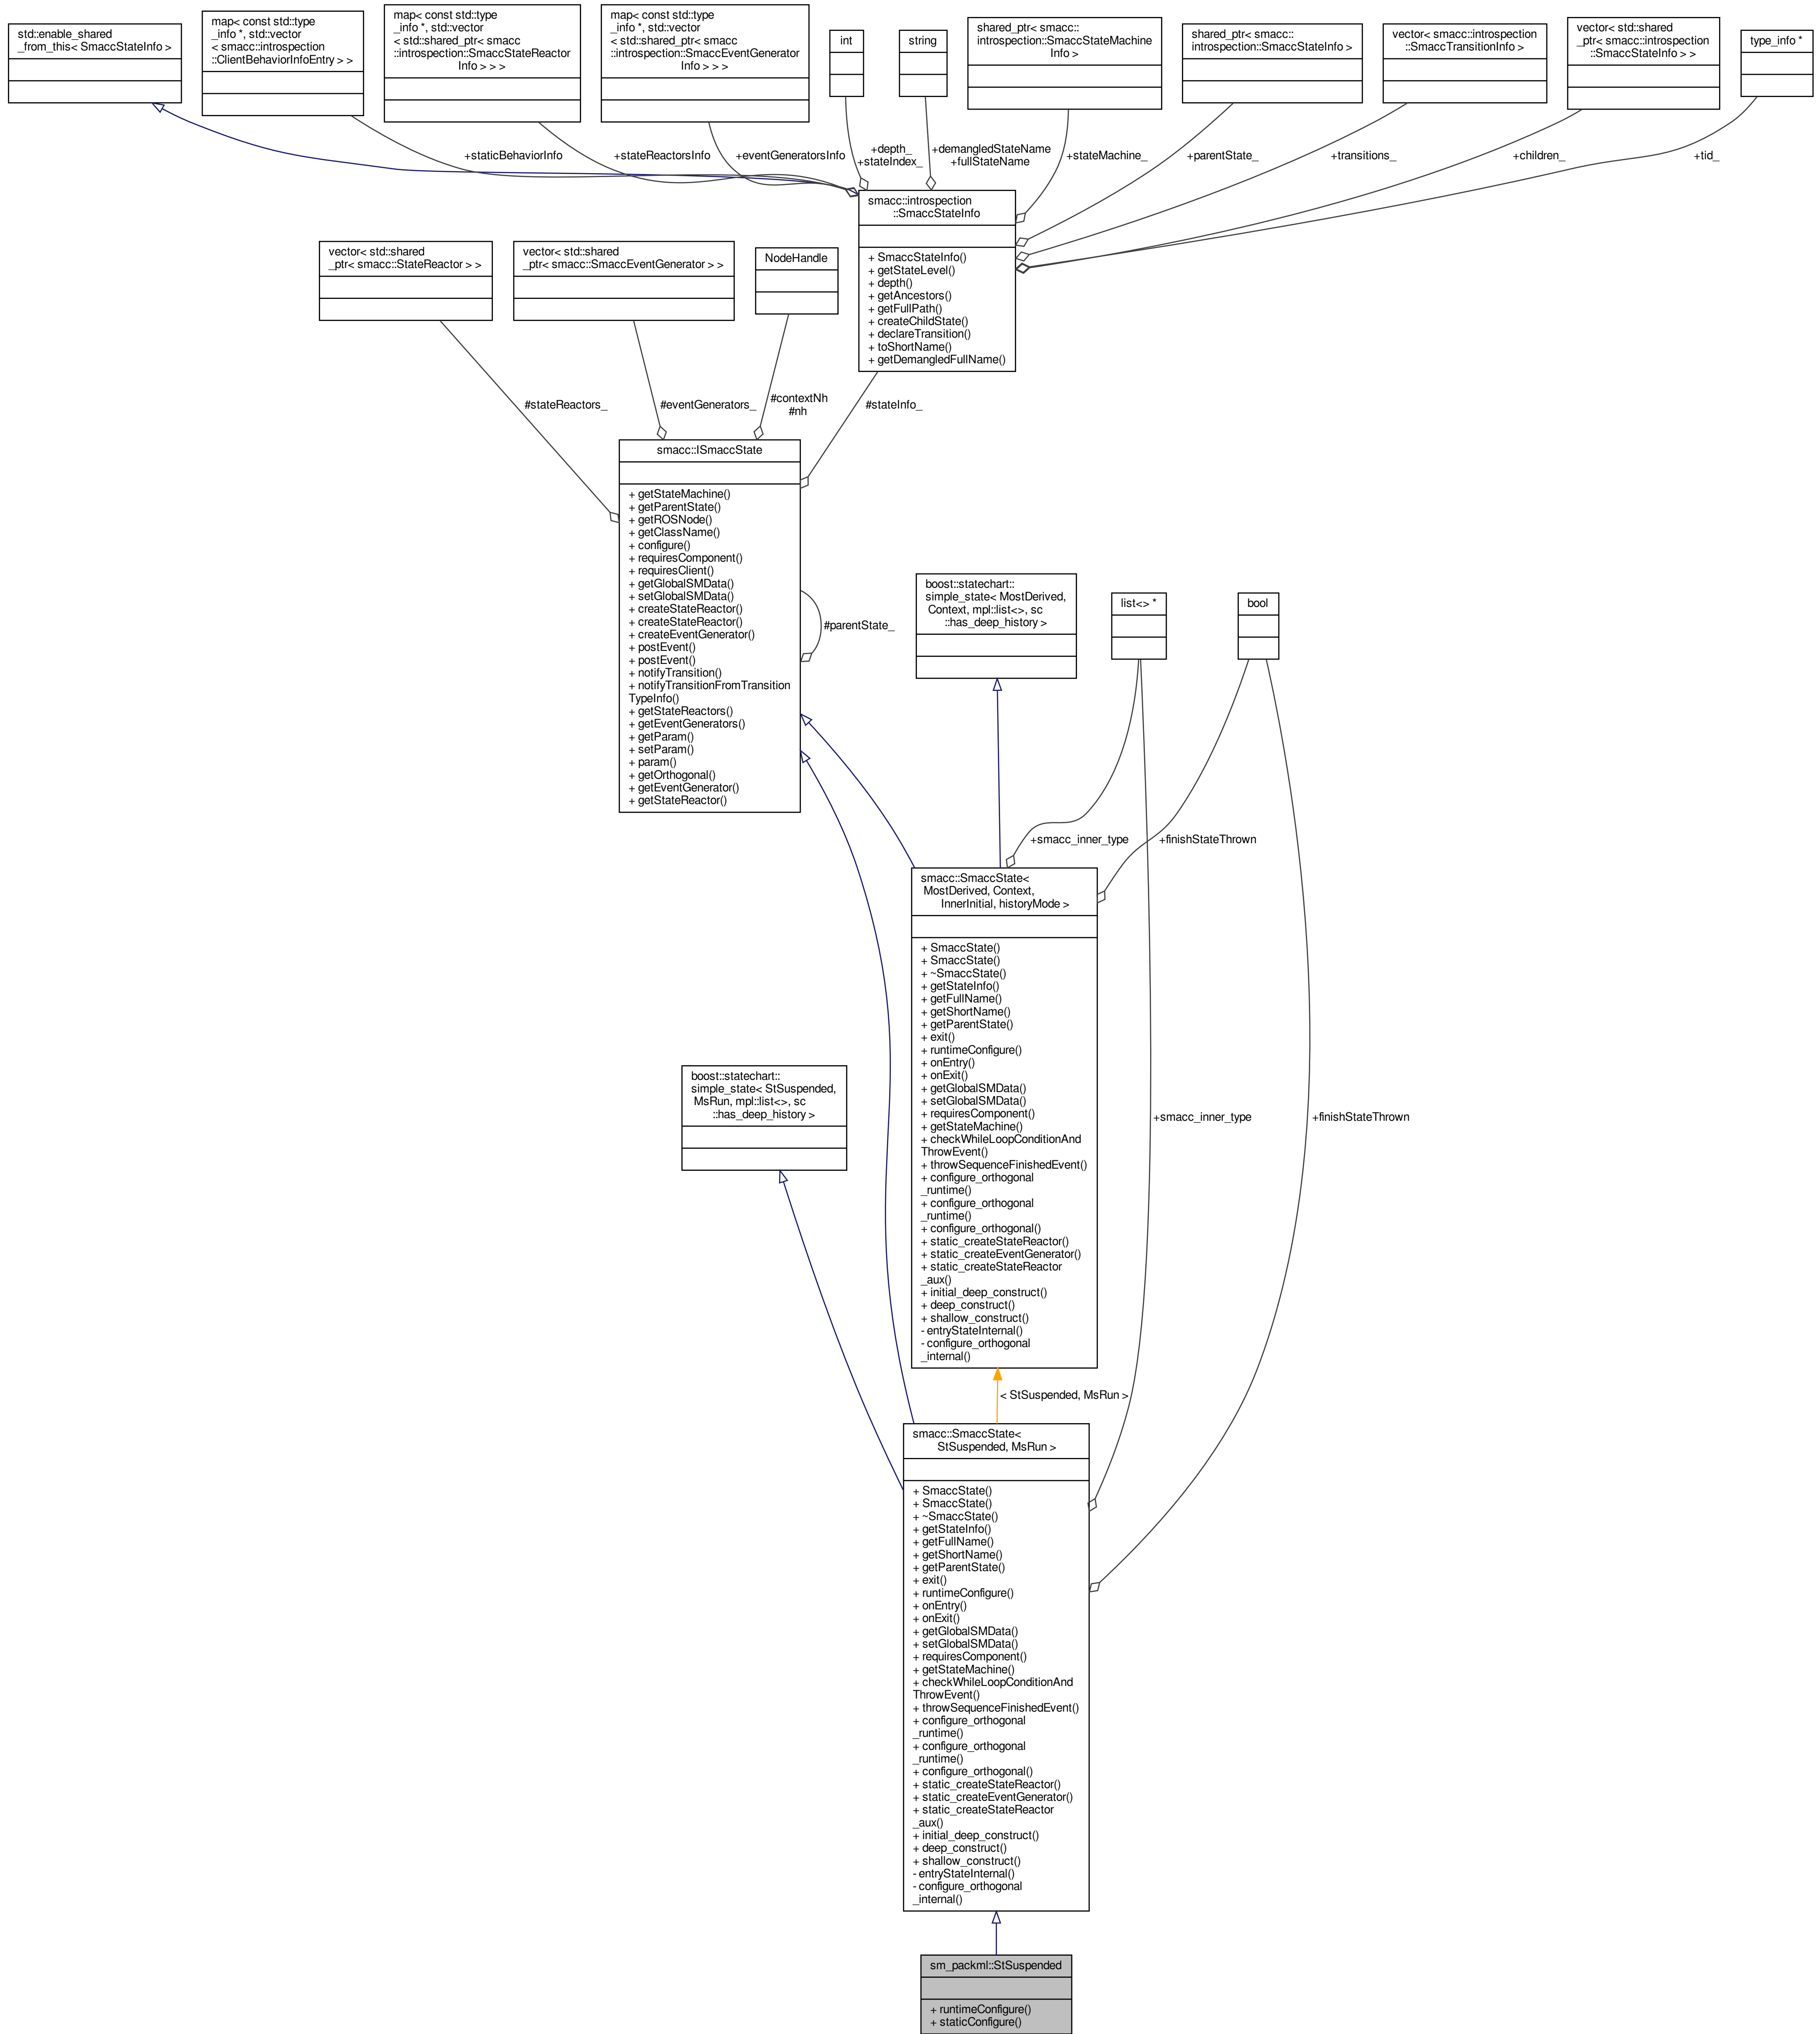 std::enable_shared
_from_this< SmaccStateInfo >
map< const std::type
_info *, std::vector
< smacc::introspection
::ClientBehaviorInfoEntry > >
map< const std::type
_info *, std::vector
< std::shared_ptr< smacc
::introspection::SmaccStateReactor
Info > > >
map< const std::type
_info *, std::vector
< std::shared_ptr< smacc
::introspection::SmaccEventGenerator
Info > > >
int
string
shared_ptr< smacc::
introspection::SmaccStateMachine
Info >
shared_ptr< smacc::
introspection::SmaccStateInfo >
vector< smacc::introspection
::SmaccTransitionInfo >
vector< std::shared
_ptr< smacc::introspection
::SmaccStateInfo > >
type_info *
+staticBehaviorInfo
+stateReactorsInfo
+eventGeneratorsInfo
+depth_
+stateIndex_
+demangledStateName
+fullStateName
+stateMachine_
+parentState_
+transitions_
+children_
+tid_
smacc::introspection
::SmaccStateInfo
+ SmaccStateInfo()
+ getStateLevel()
+ depth()
+ getAncestors()
+ getFullPath()
+ createChildState()
+ declareTransition()
+ toShortName()
+ getDemangledFullName()
vector< std::shared
_ptr< smacc::StateReactor > >
vector< std::shared
_ptr< smacc::SmaccEventGenerator > >
NodeHandle
#stateReactors_
#eventGenerators_
#contextNh
#nh
#stateInfo_
smacc::ISmaccState
+ getStateMachine()
+ getParentState()
+ getROSNode()
+ getClassName()
+ configure()
+ requiresComponent()
+ requiresClient()
+ getGlobalSMData()
+ setGlobalSMData()
+ createStateReactor()
+ createStateReactor()
+ createEventGenerator()
+ postEvent()
+ postEvent()
+ notifyTransition()
+ notifyTransitionFromTransition
TypeInfo()
+ getStateReactors()
+ getEventGenerators()
+ getParam()
+ setParam()
+ param()
+ getOrthogonal()
+ getEventGenerator()
+ getStateReactor()
#parentState_
boost::statechart::
simple_state< MostDerived,
Context, mpl::list<>, sc
::has_deep_history >
list<> *
bool
+smacc_inner_type
+finishStateThrown
smacc::SmaccState<
MostDerived, Context,
InnerInitial, historyMode >
+ SmaccState()
+ SmaccState()
+ ~SmaccState()
+ getStateInfo()
+ getFullName()
+ getShortName()
+ getParentState()
+ exit()
+ runtimeConfigure()
+ onEntry()
+ onExit()
+ getGlobalSMData()
+ setGlobalSMData()
+ requiresComponent()
+ getStateMachine()
+ checkWhileLoopConditionAnd
ThrowEvent()
+ throwSequenceFinishedEvent()
+ configure_orthogonal
_runtime()
+ configure_orthogonal
_runtime()
+ configure_orthogonal()
+ static_createStateReactor()
+ static_createEventGenerator()
+ static_createStateReactor
_aux()
+ initial_deep_construct()
+ deep_construct()
+ shallow_construct()
- entryStateInternal()
- configure_orthogonal
_internal()
boost::statechart::
simple_state< StSuspended,
MsRun, mpl::list<>, sc
::has_deep_history >
+smacc_inner_type
+finishStateThrown
< StSuspended, MsRun >
smacc::SmaccState<
StSuspended, MsRun >
+ SmaccState()
+ SmaccState()
+ ~SmaccState()
+ getStateInfo()
+ getFullName()
+ getShortName()
+ getParentState()
+ exit()
+ runtimeConfigure()
+ onEntry()
+ onExit()
+ getGlobalSMData()
+ setGlobalSMData()
+ requiresComponent()
+ getStateMachine()
+ checkWhileLoopConditionAnd
ThrowEvent()
+ throwSequenceFinishedEvent()
+ configure_orthogonal
_runtime()
+ configure_orthogonal
_runtime()
+ configure_orthogonal()
+ static_createStateReactor()
+ static_createEventGenerator()
+ static_createStateReactor
_aux()
+ initial_deep_construct()
+ deep_construct()
+ shallow_construct()
- entryStateInternal()
- configure_orthogonal
_internal()
sm_packml::StSuspended
+ runtimeConfigure()
+ staticConfigure()